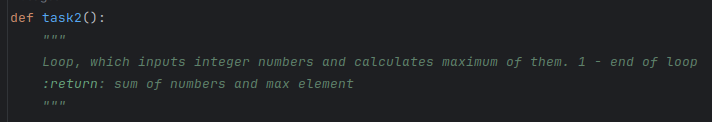 def task2():
"""
Loop, which inputs integer numbers and calculates maximum of them. 1 - end of loop
:return: sum of numbers and max element
"""